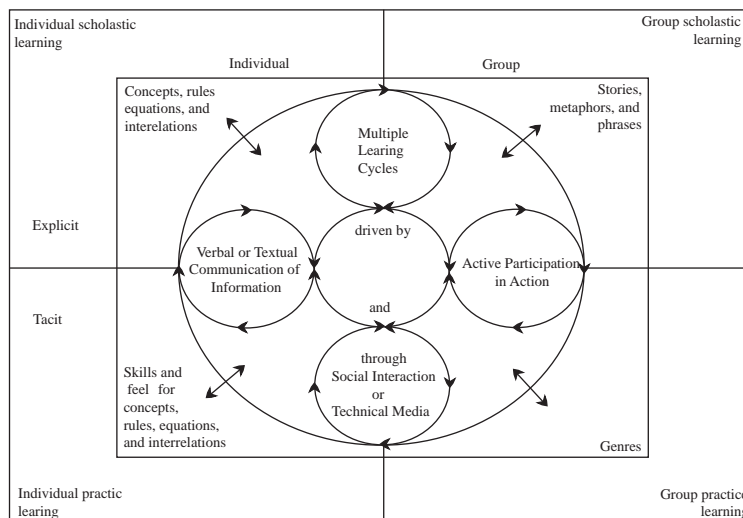 Individual scholastic
learning
Group scholastic
learning
Individual
Group
Concepts, rules
equations, and
interelations
Stories,
metaphors, and
phrases
Multiple
Learing
Cycles
Explicit
driven by
Verbal or Textual
Communication of
Information
Active Participation
in Action
Tacit
and
through
Social Interaction
or
Technical Media
Skills and
feel for
concepts,
rules, equations,
and interrelations
Genres
Individual practic
learing
Group practice
learning